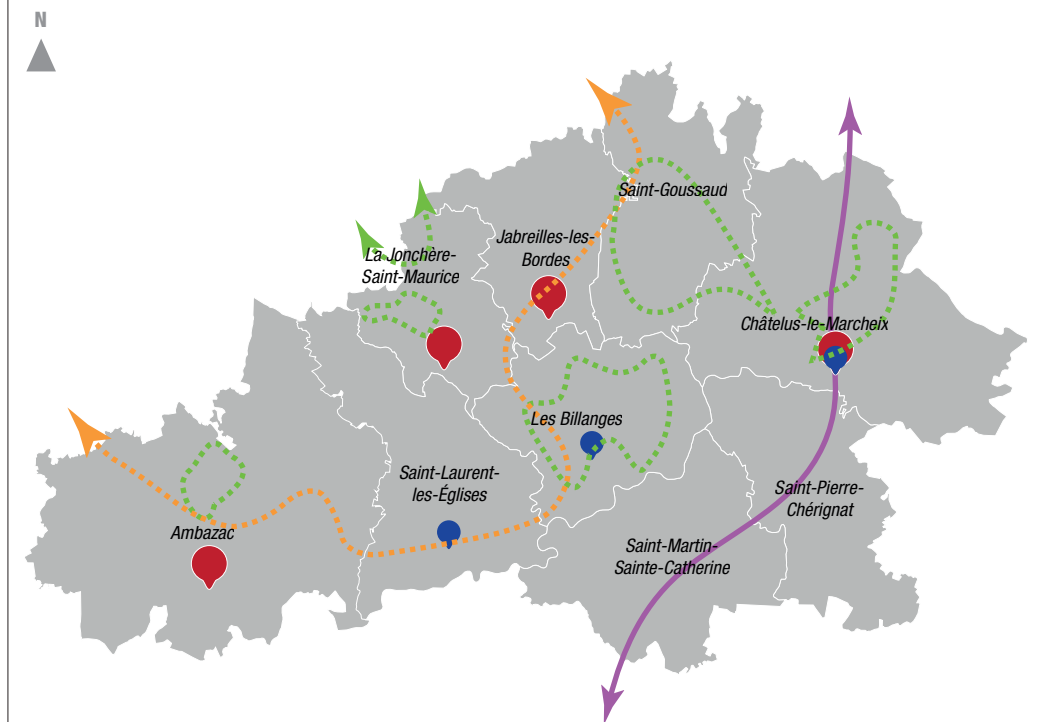 N
Saint-Goussaud
Jabreilles-les-
Bordes
La Jonchère-
Saint-Maurice
Châtelus-le-Marcheix
Les Billanges
Saint-Laurent-
les-Églises
Saint-Pierre-
Chérignat
Ambazac
Saint-Martin-
Sainte-Catherine